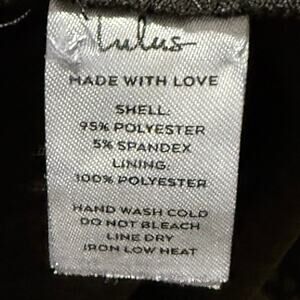 lulus
MADE WITH LOVE
SHELL:
95% POLYESTER
5% SPANDEX
LINING:
100% POLYESTER
HAND WASH COLD
DO NOT BLEACH
LINE DRY
IRON LOW HEAT